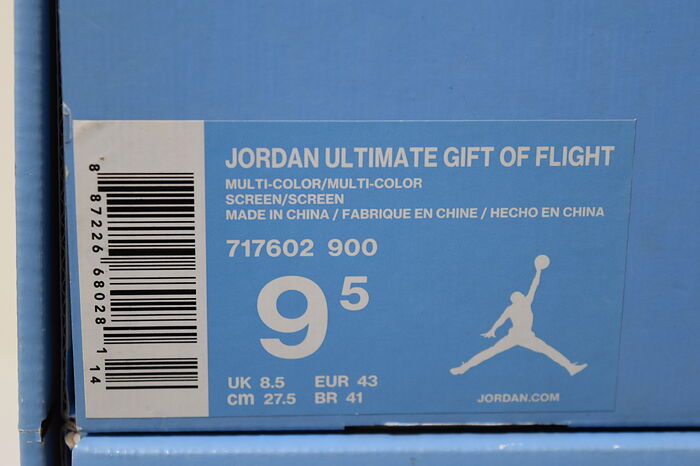 JORDAN ULTIMATE GIFT OF FLIGHT
MULTI-COLOR/MULTI-COLOR
SCREEN/SCREEN
MADE IN CHINA / FABRIQUE EN CHINE / HECHO EN CHINA
717602 900
9 5
UK 8.5 EUR 43
cm 27.5 BR 41
JORDAN.COM
8 87226 68028 1 14